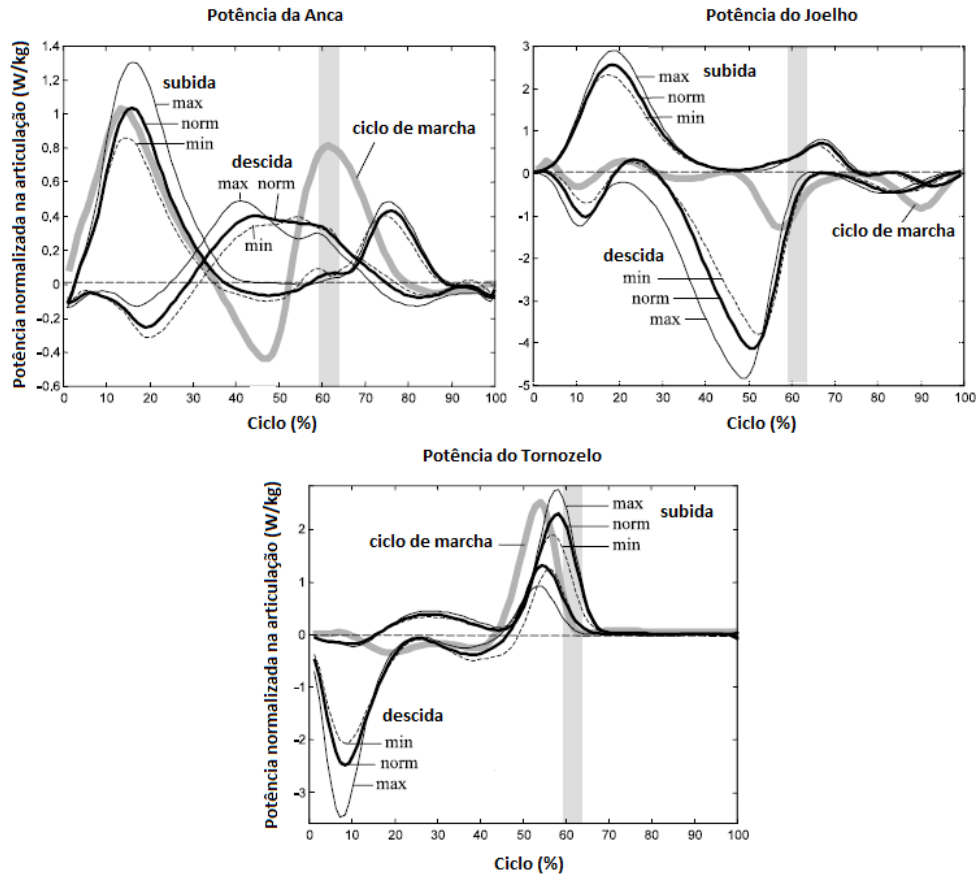 Potência da Anca
Potência normalizada na articulação (W/kg)
1,4
1,2
1
0,8
0,6
0,4
0,2
0
-0,2
-0,4
-0,6
subida
max
norm
min
descida
max norm
min
ciclo de marcha
0 10 20 30 40 50 60 70 80 90 100
Ciclo (%)
Potência do Joelho
3
2
1
0
-1
-2
-3
-4
-5
subida
max
norm
min
ciclo de marcha
descida
min
norm
max
0 10 20 30 40 50 60 70 80 90 100
Ciclo (%)
Potência do Tornozelo
Potência normalizada na articulação (W/kg)
2
1
0
-1
-2
-3
max
subida
norm
min
ciclo de marcha
descida
min
norm
max
0 10 20 30 40 50 60 70 80 90 100
Ciclo (%)